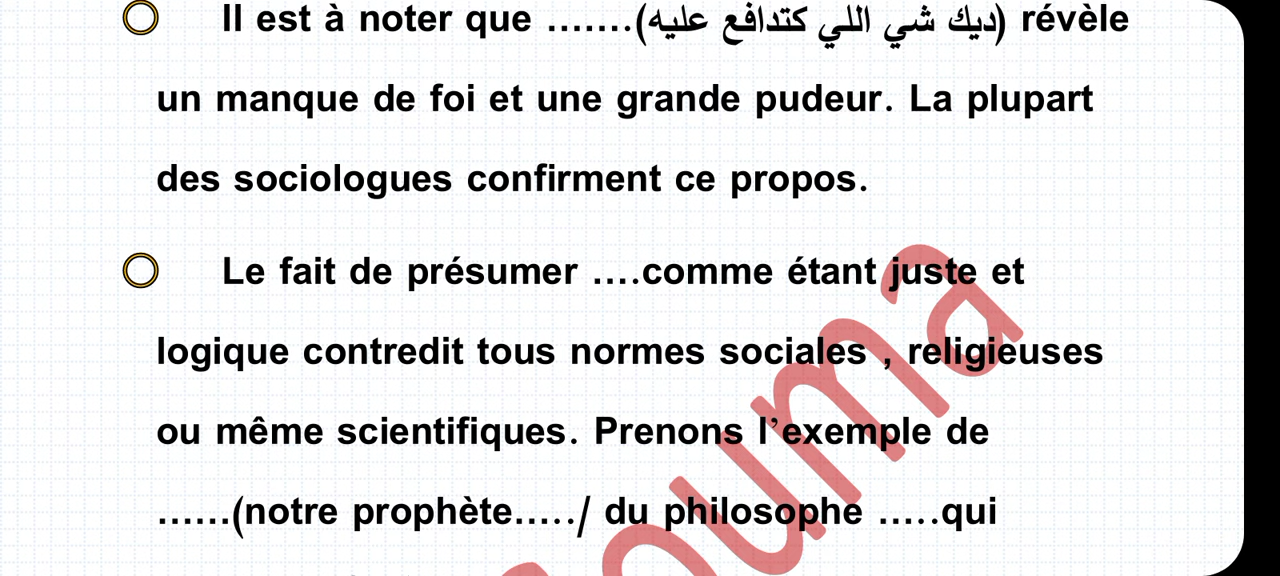 Il est à noter que .......(ديك شي اللي كتدافع عليه) révèle
un manque de foi et une grande pudeur. La plupart
des sociologues confirment ce propos.
Le fait de présumer ....comme étant juste et
logique contredit tous normes sociales , religieuses
ou même scientifiques. Prenons l'exemple de
......(notre prophète...../ du philosophe .....qui